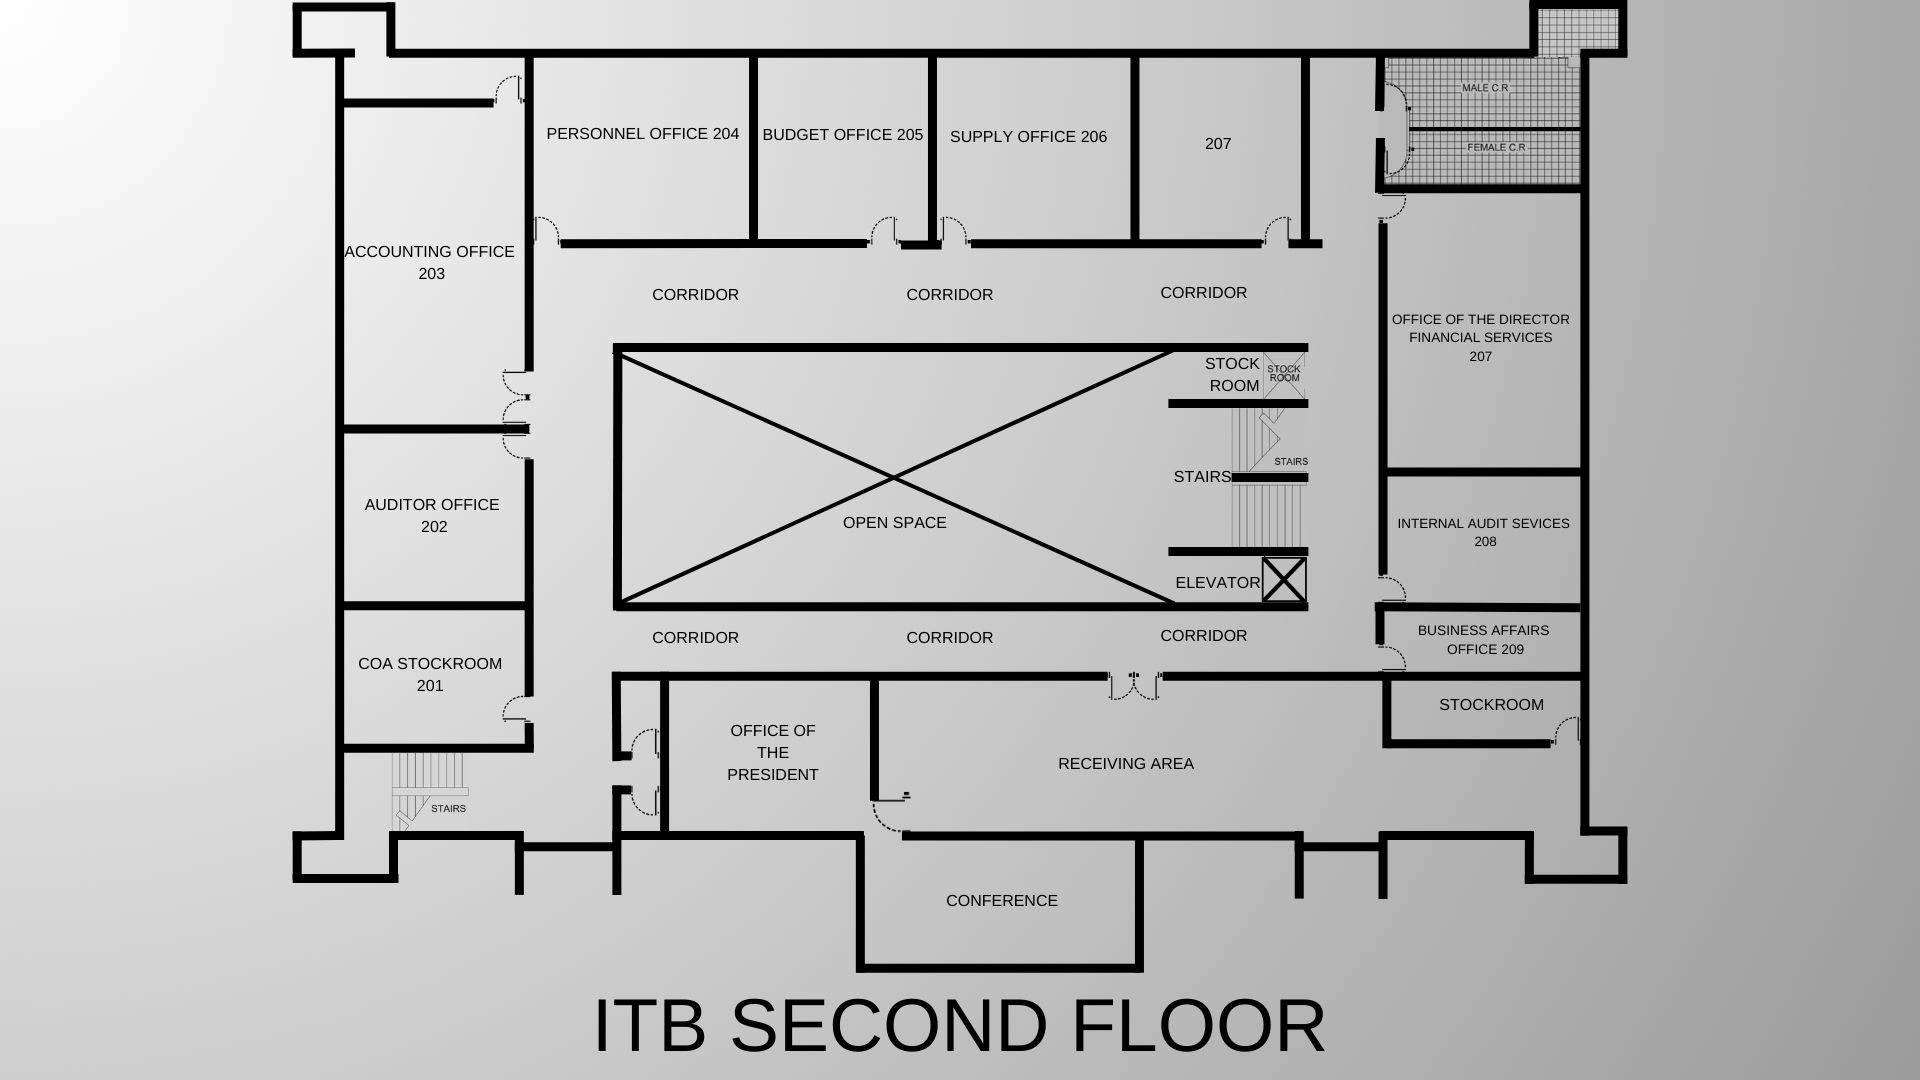 MALE C.R
PERSONNEL OFFICE 204
BUDGET OFFICE 205
SUPPLY OFFICE 206
207
FEMALE C.R
ACCOUNTING OFFICE
203
CORRIDOR
CORRIDOR
CORRIDOR
OFFICE OF THE DIRECTOR
FINANCIAL SERVICES
207
STOCK
ROOM
STOCK
ROOM
STAIRS
STAIRS
AUDITOR OFFICE
202
OPEN SPACE
INTERNAL AUDIT SEVICES
208
ELEVATOR
CORRIDOR
CORRIDOR
CORRIDOR
BUSINESS AFFAIRS
OFFICE 209
COA STOCKROOM
201
STOCKROOM
OFFICE OF
THE
PRESIDENT
RECEIVING AREA
STAIRS
CONFERENCE
ITB SECOND FLOOR